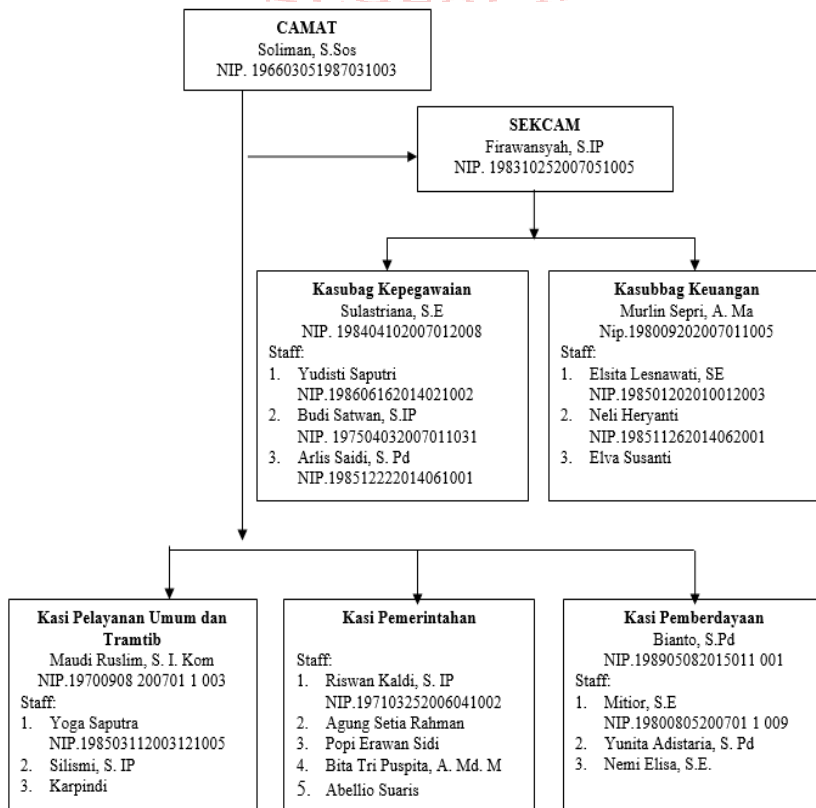 CAMAT
Soliman, S.Sos
NIP. 196603051987031003
SEKCAM
Firawansyah, S.IP
NIP. 198310252007051005
Kasubag Kepegawaian
Sulastriana, S.E
NIP. 198404102007012008
Staff:
1. Yudisti Saputri
NIP.198606162014021002
2. Budi Satwan, S.IP
NIP. 197504032007011031
3. Arlis Saidi, S. Pd
NIP.198512222014061001
Kasubbag Keuangan
Murlin Sepri, A. Ma
Nip.198009202007011005
Staff:
1. Elsita Lesnawati, SE
NIP.198501202010012003
2. Neli Heryanti
NIP.198511262014062001
3. Elva Susanti
Kasi Pelayanan Umum dan
Tramtib
Maudi Ruslim, S. I. Kom
NIP.19700908 200701 1 003
Staff:
1. Yoga Saputra
NIP.198503112003121005
2. Silismi, S. IP
3. Karpindi
Kasi Pemerintahan
Staff:
1. Riswan Kaldi, S. IP
NIP.197103252006041002
2. Agung Setia Rahman
3. Popi Erawan Sidi
4. Bita Tri Puspita, A. Md. M
5. Abellio Suaris
Kasi Pemberdayaan
Bianto, S.Pd
NIP.198905082015011 001
Staff:
1. Mitior, S.E
NIP.19800805200701 1 009
2. Yunita Adistaria, S. Pd
3. Nemi Elisa, S.E.